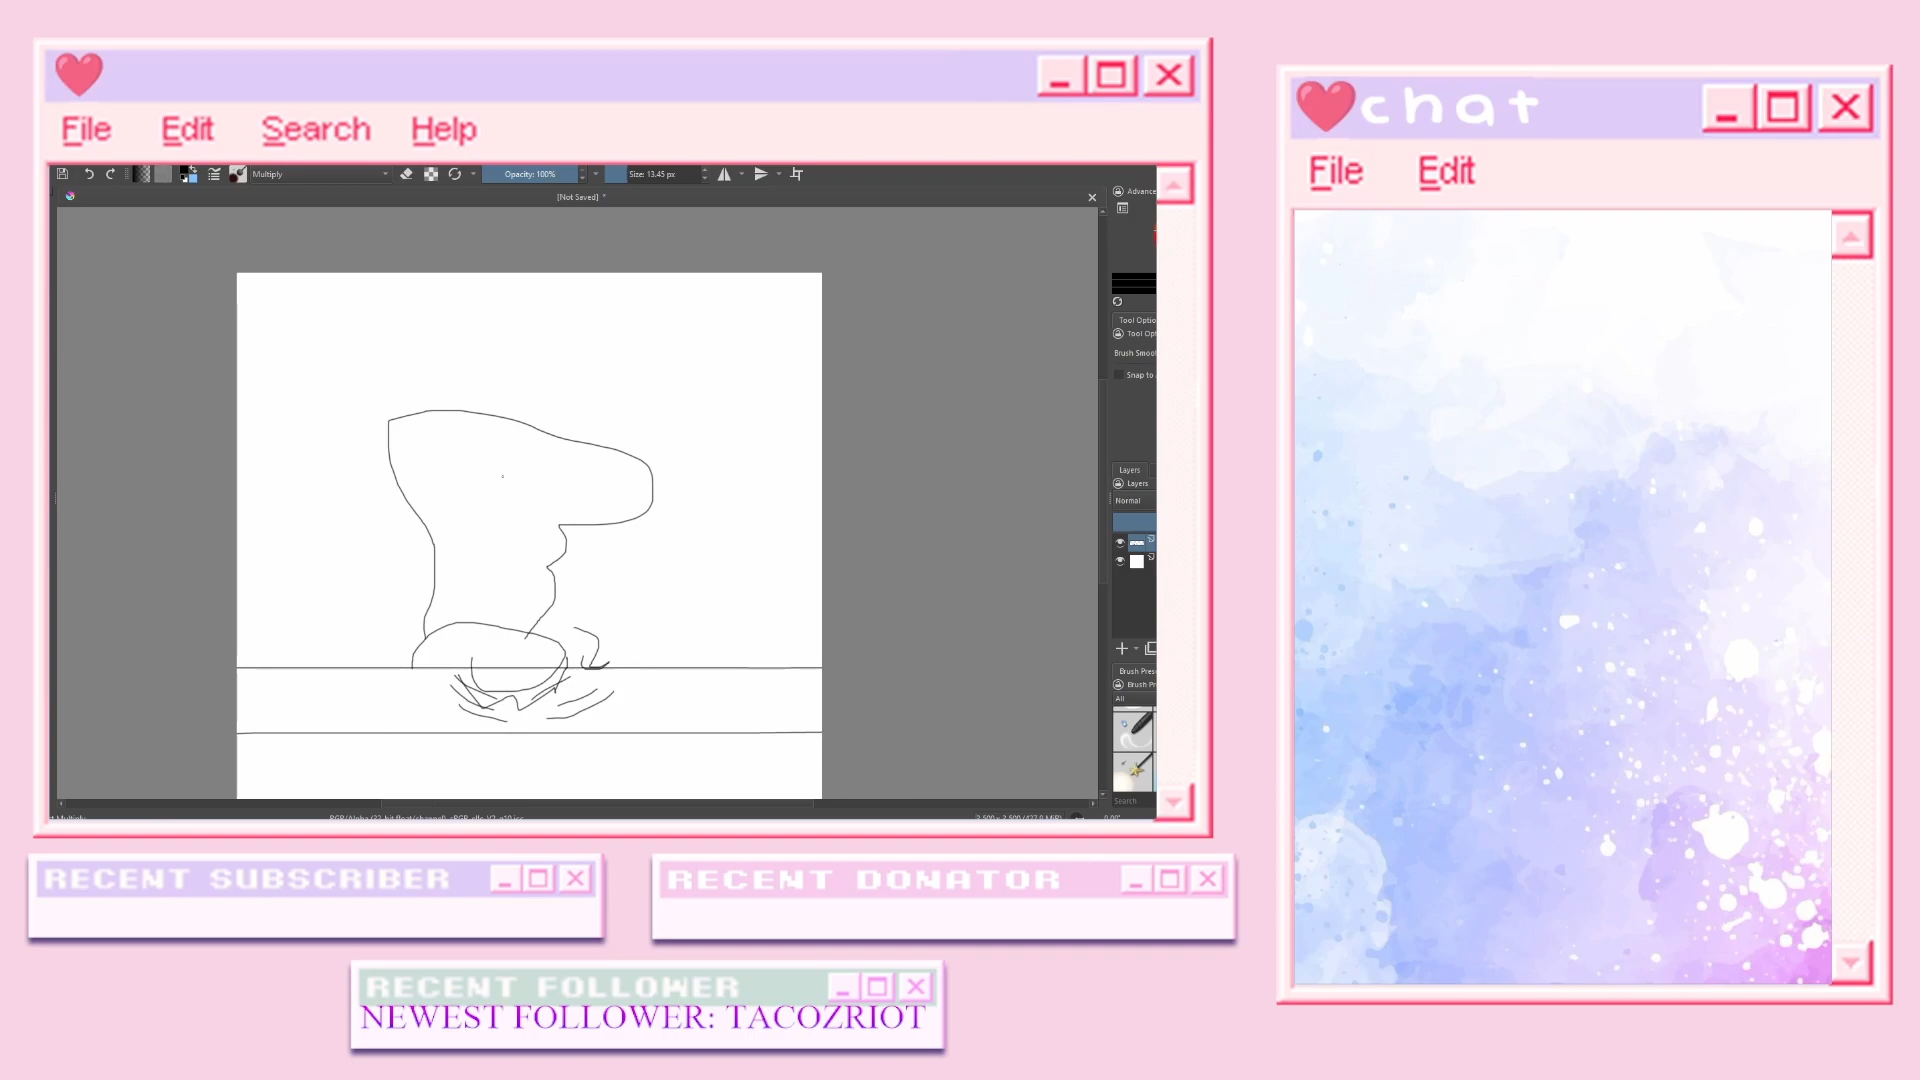 File Edit Search Help
Multiply
Opacity: 100%
Size: 13.45 px
[Not Saved] *
Advance
Tool Optio
Tool Opt
Brush Smoo
Snap to
Layers
Layers
Normal
Brush Pres
Brush Pr
All
Search
chat
File Edit
RECENT SUBSCRIBER
RECENT DONATOR
RECENT FOLLOWER
NEWEST FOLLOWER: TACOZRIOT